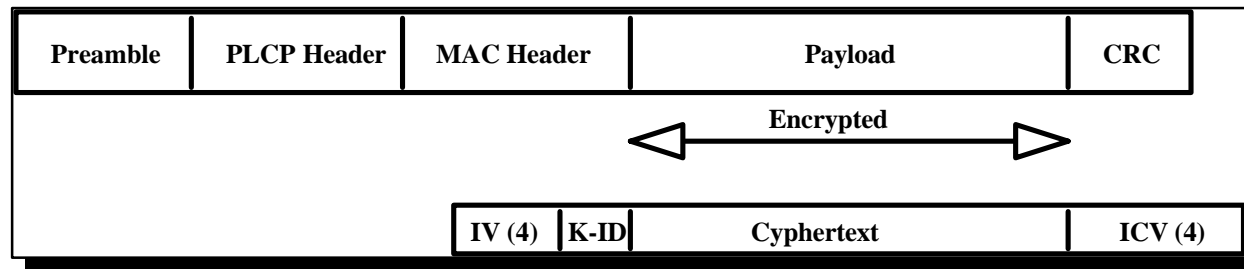 Preamble PLCP Header MAC Header Payload CRC
Encrypted
IV (4) K-ID Cyphertext ICV (4)